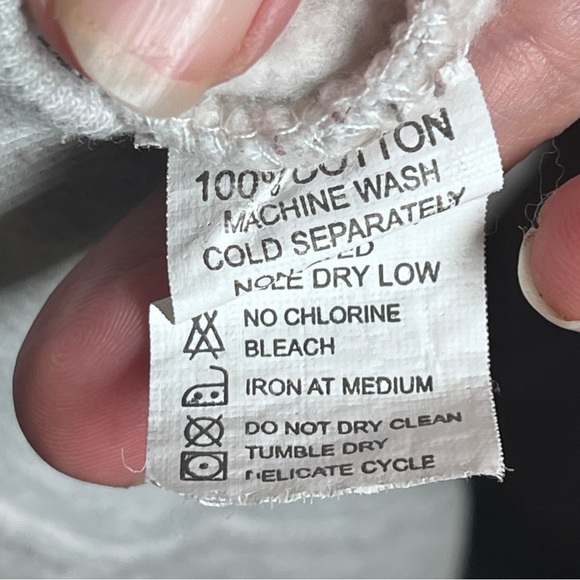 100% COTTON
MACHINE WASH
COLD SEPARATELY
DRY LOW
NO CHLORINE
BLEACH
IRON AT MEDIUM
DO NOT DRY CLEAN
TUMBLE DRY
DELICATE CYCLE